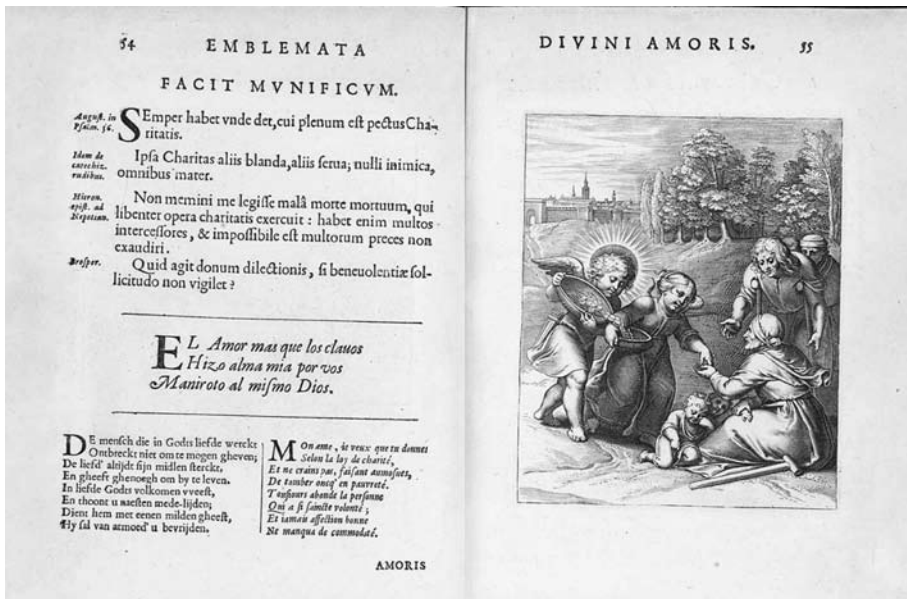 54 EMBLEMATA
FACIT MVNIFICVM.
Auguſt. in
Pſalm. 36.
SEmper habet vnde det, cui plenum eſt pectus Cha-
ritatis.
Idem de
catechiz.
rudibus.
Ipſa Charitas aliis blanda, aliis ſerua; nulli inimica,
omnibus mater.
Hieron.
epiſt. ad
Nepotian.
Non memini me legiſſe malâ morte mortuum, qui
libenter opera charitatis exercuit: habet enim multos
interceſſores, & impoſſibile eſt multorum preces non
exaudiri.
Proſper.
Quid agit donum dilectionis, ſi beneuolentiæ ſol-
licitudo non vigilet?
EL Amor mas que los clauos
Hizo alma mia por vos
Maniroto al miſmo Dios.
DE menſch die in Godts liefde werckt
Ontbreckt niet om te mogen gheven;
De liefd' alrijdt ſijn midlen ſterckt,
En gheeft ghenoegh om by te leven.
In liefde Godts volkomen vveeſt,
En thoont u naeſten mede-lijden;
Dient hem met eenen milden gheeſt,
Hy ſal van armoed' u bevrijden.
MOn ame, ie veux que tu donnes
Selon la loy de charité,
Et ne crains pas, faiſant aumoſnes,
De tomber oncq' en pauvreté.
Touſiours abonde la perſonne
Qui a ſi ſaincte volonté;
Et iamais affection bonne
Ne manqua de commodité.
AMORIS
DIVINI AMORIS. 55